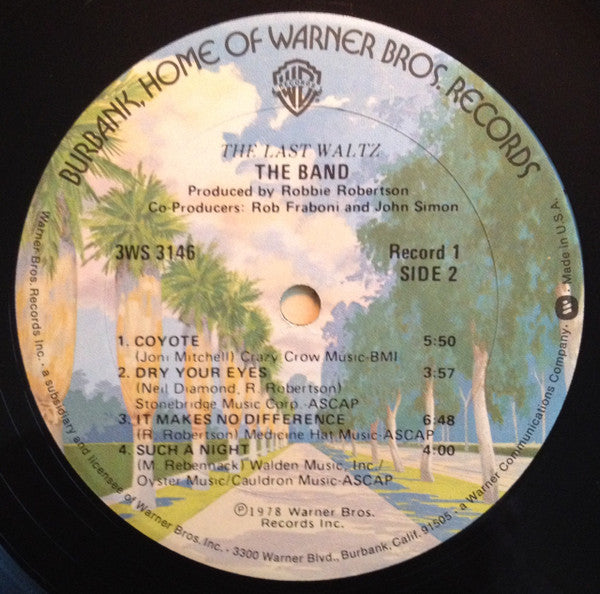 BURBANK, HOME OF WARNER BROS. RECORDS
WB
RECORDS
THE LAST WALTZ
THE BAND
Produced by Robbie Robertson
Co-Producers: Rob Fraboni and John Simon
3WS 3146
Record 1
SIDE 2
1. COYOTE 5:50
(Joni Mitchell) Crazy Crow Music-BMI
2. DRY YOUR EYES 3:57
(Neil Diamond, R. Robertson)
Stonebridge Music Corp.-ASCAP
3. IT MAKES NO DIFFERENCE 6:48
(R. Robertson) Medicine Hat Music-ASCAP
4. SUCH A NIGHT 4:00
(M. Rebennack) Walden Music, Inc./
Oyster Music/Cauldron Music-ASCAP
℗1978 Warner Bros.
Records Inc.
Warner Bros. Records Inc. • a subsidiary and licensee of Warner Bros. Inc. • 3300 Warner Blvd., Burbank, Calif. 91505 • a Warner Communications Company. • Made in U.S.A.